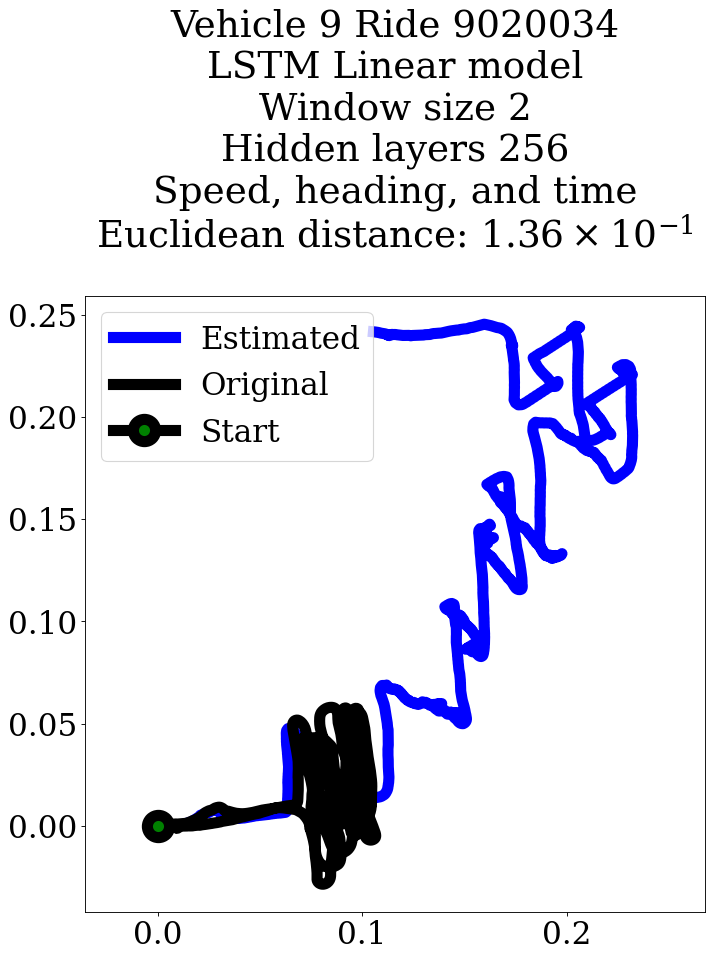 Vehicle 9 Ride 9020034
LSTM Linear model
Window size 2
Hidden layers 256
Speed, heading, and time
Euclidean distance: 1.36 × 10⁻¹
Estimated
Original
Start
0.25
0.20
0.15
0.10
0.05
0.00
0.0 0.1 0.2